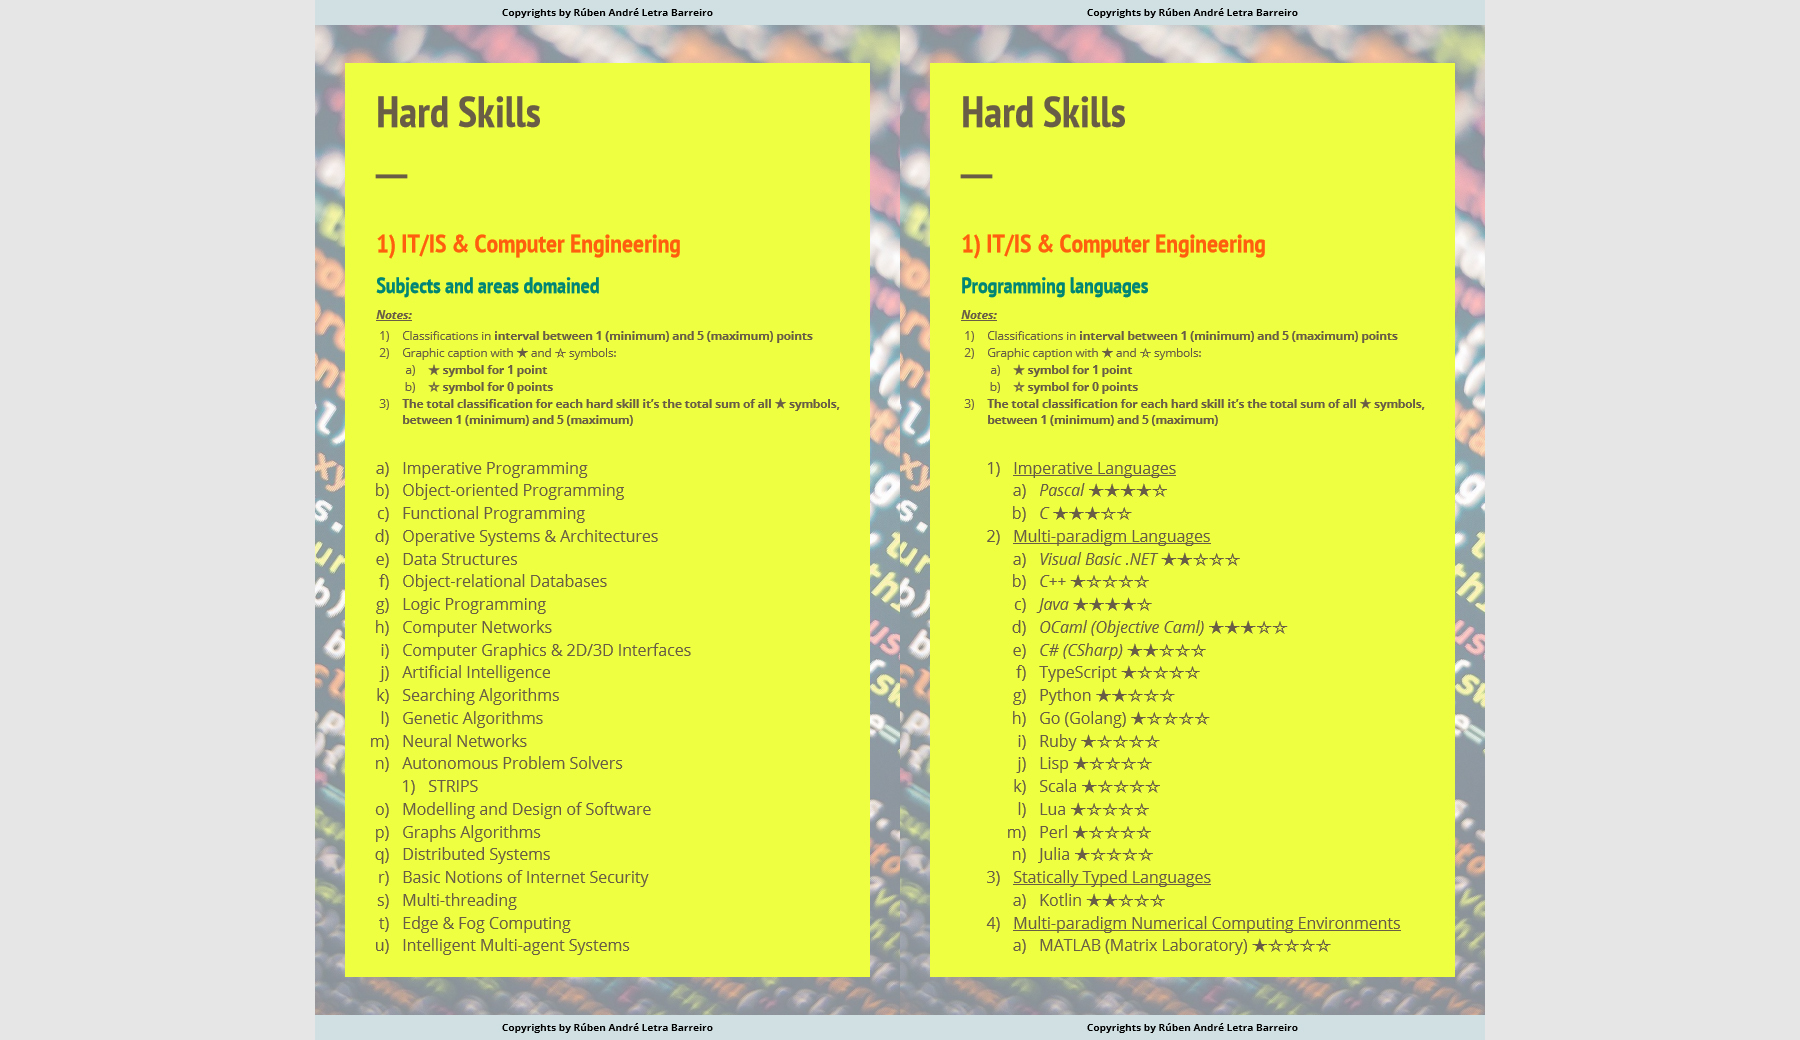 Copyrights by Rúben André Letra Barreiro
Hard Skills
1) IT/IS & Computer Engineering
Subjects and areas domained
Notes:
1) Classifications in interval between 1 (minimum) and 5 (maximum) points
2) Graphic caption with ★ and ☆ symbols:
a) ★ symbol for 1 point
b) ☆ symbol for 0 points
3) The total classification for each hard skill it's the total sum of all ★ symbols,
between 1 (minimum) and 5 (maximum)
a) Imperative Programming
b) Object-oriented Programming
c) Functional Programming
d) Operative Systems & Architectures
e) Data Structures
f) Object-relational Databases
g) Logic Programming
h) Computer Networks
i) Computer Graphics & 2D/3D Interfaces
j) Artificial Intelligence
k) Searching Algorithms
l) Genetic Algorithms
m) Neural Networks
n) Autonomous Problem Solvers
1) STRIPS
o) Modelling and Design of Software
p) Graphs Algorithms
q) Distributed Systems
r) Basic Notions of Internet Security
s) Multi-threading
t) Edge & Fog Computing
u) Intelligent Multi-agent Systems
Copyrights by Rúben André Letra Barreiro
Copyrights by Rúben André Letra Barreiro
Hard Skills
1) IT/IS & Computer Engineering
Programming languages
Notes:
1) Classifications in interval between 1 (minimum) and 5 (maximum) points
2) Graphic caption with ★ and ☆ symbols:
a) ★ symbol for 1 point
b) ☆ symbol for 0 points
3) The total classification for each hard skill it's the total sum of all ★ symbols,
between 1 (minimum) and 5 (maximum)
1) Imperative Languages
a) Pascal ★★★★☆
b) C ★★★☆☆
2) Multi-paradigm Languages
a) Visual Basic .NET ★★☆☆☆
b) C++ ★☆☆☆☆
c) Java ★★★★☆
d) OCaml (Objective Caml) ★★★☆☆
e) C# (CSharp) ★★☆☆☆
f) TypeScript ★☆☆☆☆
g) Python ★★☆☆☆
h) Go (Golang) ★☆☆☆☆
i) Ruby ★☆☆☆☆
j) Lisp ★☆☆☆☆
k) Scala ★☆☆☆☆
l) Lua ★☆☆☆☆
m) Perl ★☆☆☆☆
n) Julia ★☆☆☆☆
3) Statically Typed Languages
a) Kotlin ★★☆☆☆
4) Multi-paradigm Numerical Computing Environments
a) MATLAB (Matrix Laboratory) ★☆☆☆☆
Copyrights by Rúben André Letra Barreiro